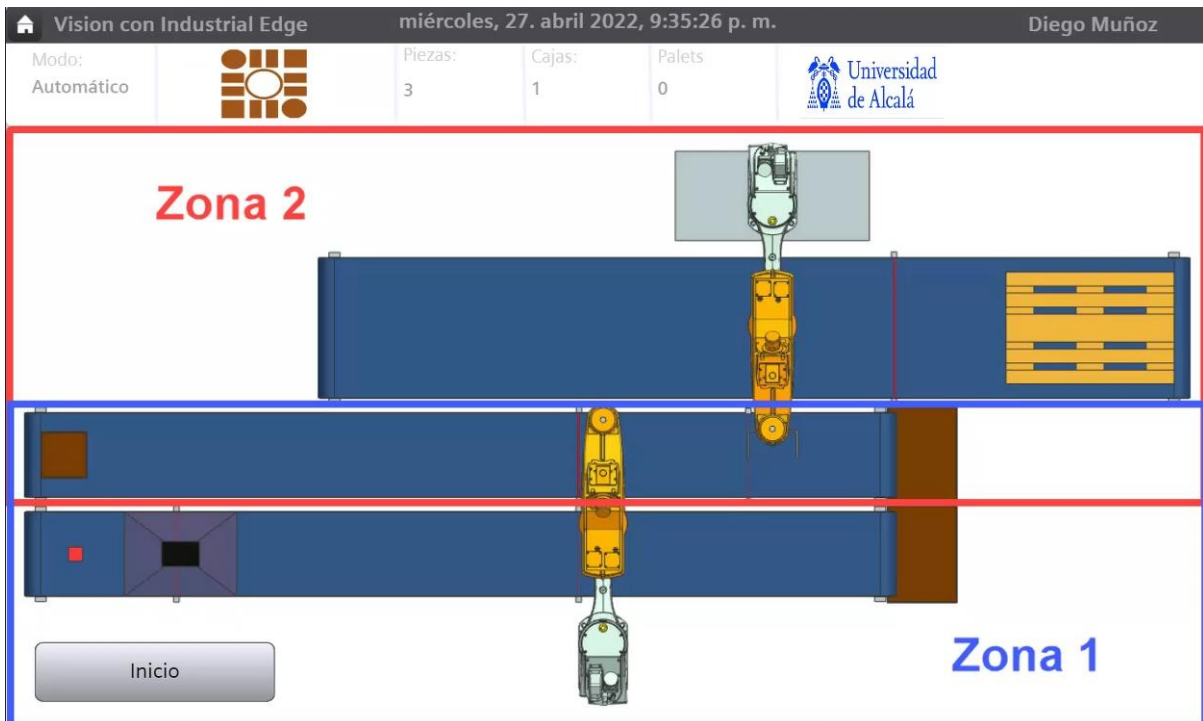 Vision con Industrial Edge
miércoles, 27. abril 2022, 9:35:26 p. m.
Diego Muñoz
Modo:
Automático
Piezas:
3
Cajas:
1
Palets
0
Universidad
de Alcalá
Zona 2
Zona 1
Inicio